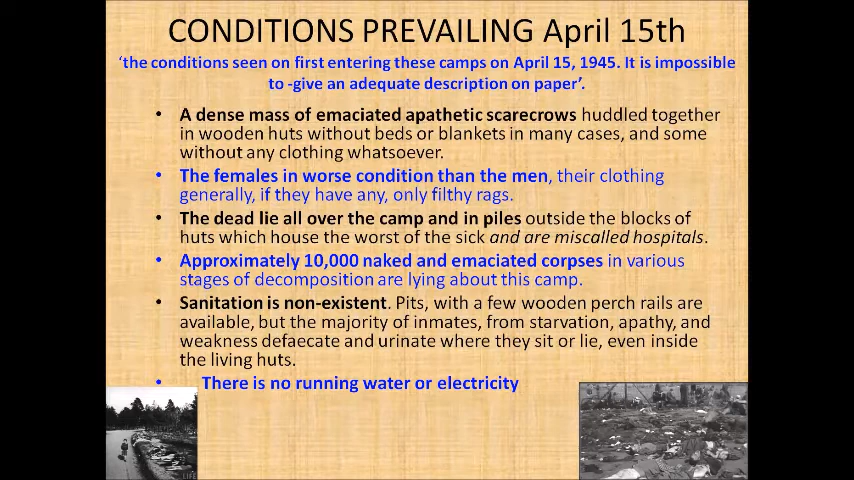 CONDITIONS PREVAILING April 15th
‘the conditions seen on first entering these camps on April 15, 1945. It is impossible
to -give an adequate description on paper’.
• A dense mass of emaciated apathetic scarecrows huddled together
in wooden huts without beds or blankets in many cases, and some
without any clothing whatsoever.
• The females in worse condition than the men, their clothing
generally, if they have any, only filthy rags.
• The dead lie all over the camp and in piles outside the blocks of
huts which house the worst of the sick and are miscalled hospitals.
• Approximately 10,000 naked and emaciated corpses in various
stages of decomposition are lying about this camp.
• Sanitation is non-existent. Pits, with a few wooden perch rails are
available, but the majority of inmates, from starvation, apathy, and
weakness defaecate and urinate where they sit or lie, even inside
the living huts.
• There is no running water or electricity
LIFE